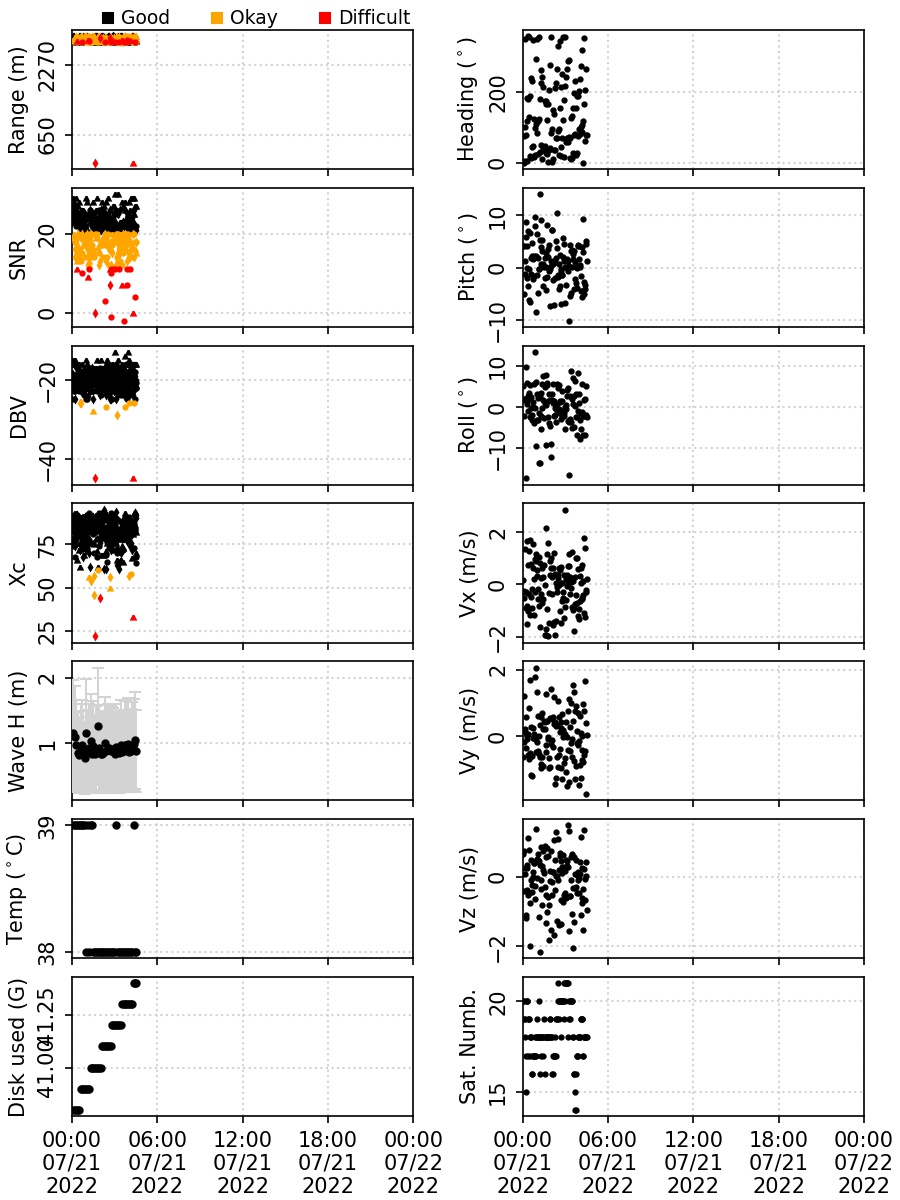 Good Okay Difficult
Range (m)
2270
650
Heading (°)
200
0
SNR
20
0
Pitch (°)
10
0
−10
DBV
−20
−40
Roll (°)
10
0
−10
Xc
75
50
25
Vx (m/s)
2
0
−2
Wave H (m)
2
1
Vy (m/s)
2
0
Temp (°C)
39
38
Vz (m/s)
0
−2
Disk used (G)
41.25
41.00
Sat. Numb.
20
15
00:00 06:00 12:00 18:00 00:00
07/21 07/21 07/21 07/21 07/22
2022 2022 2022 2022 2022
00:00 06:00 12:00 18:00 00:00
07/21 07/21 07/21 07/21 07/22
2022 2022 2022 2022 2022